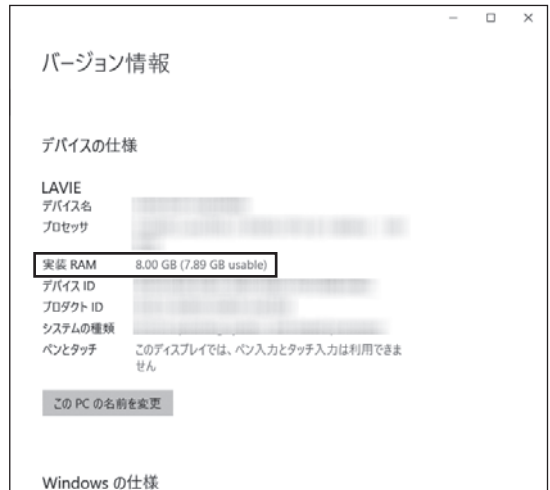 バージョン情報
デバイスの仕様
LAVIE
デバイス名
プロセッサ
実装 RAM 8.00 GB (7.89 GB usable)
デバイス ID
プロダクト ID
システムの種類
ペンとタッチ このディスプレイでは、ペン入力とタッチ入力は利用できま
せん
この PC の名前を変更
Windows の仕様